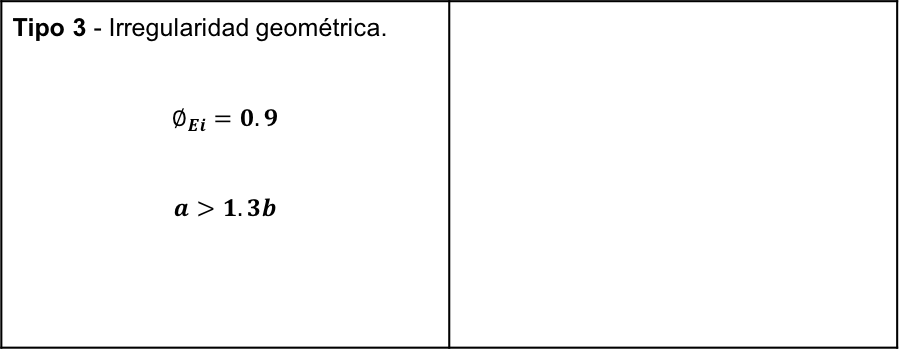 Tipo 3 - Irregularidad geométrica.
∅Ei = 0.9
a > 1.3b